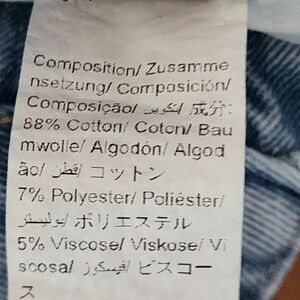 Composition/ Zusamme
nsetzung/ Composición/
Composição/ تكوين/ 成分:
88% Cotton/ Coton/ Bau
mwolle/ Algodón/ Algod
ão/ قطن/ コットン
7% Polyester/ Poliéster/
بوليستر/ ポリエステル
5% Viscose/ Viskose/ Vi
scosa/ فيسكوز/ ビスコー
ス